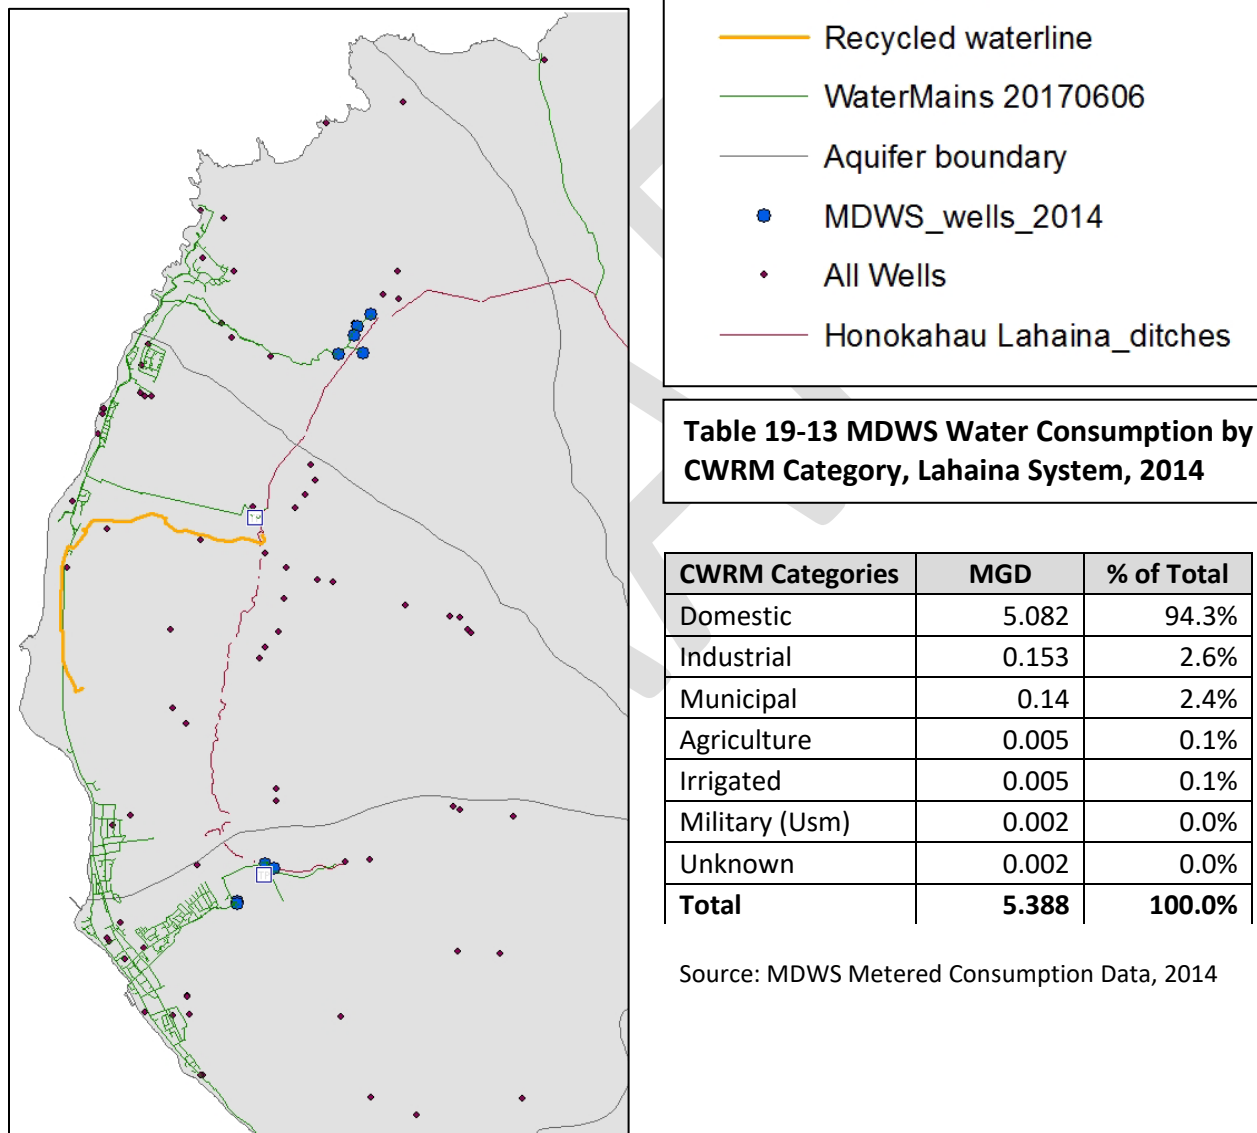 Recycled waterline
WaterMains 20170606
Aquifer boundary
MDWS_wells_2014
All Wells
Honokahau Lahaina_ditches
Table 19-13 MDWS Water Consumption by
CWRM Category, Lahaina System, 2014
CWRM Categories MGD % of Total
Domestic 5.082 94.3%
Industrial 0.153 2.6%
Municipal 0.14 2.4%
Agriculture 0.005 0.1%
Irrigated 0.005 0.1%
Military (Usm) 0.002 0.0%
Unknown 0.002 0.0%
Total 5.388 100.0%
Source: MDWS Metered Consumption Data, 2014